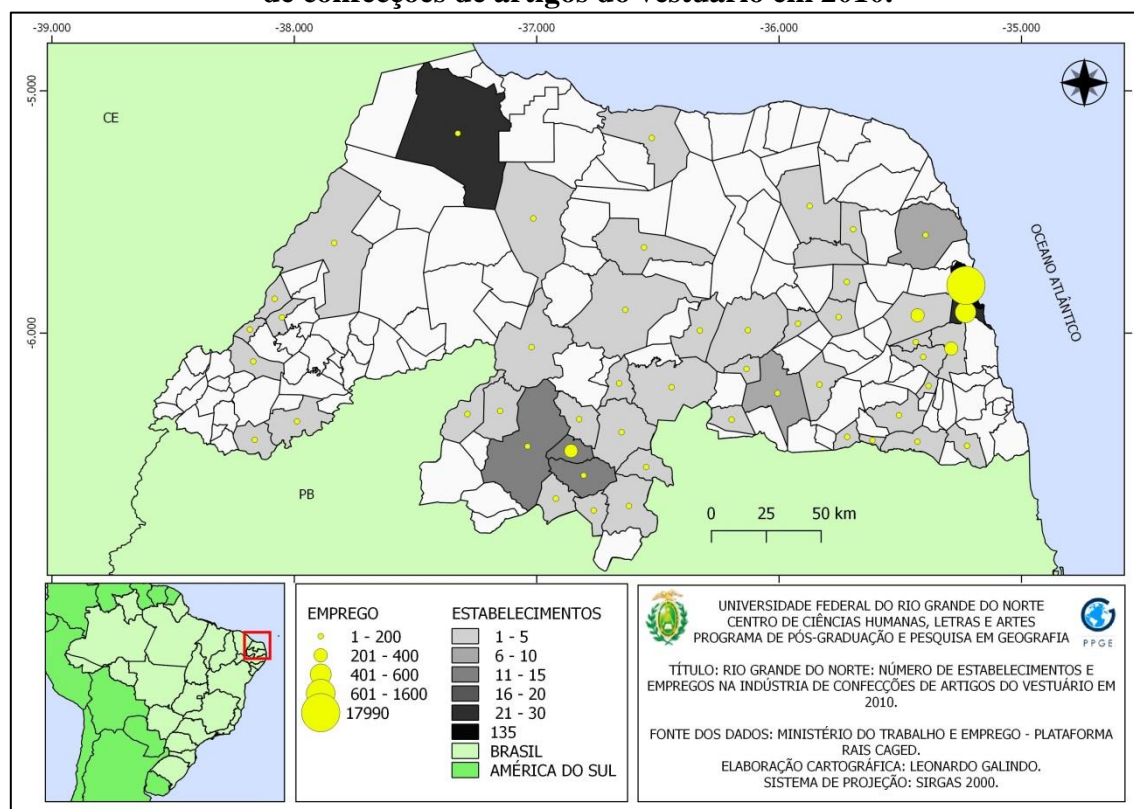 de confecções de artigos do vestuário em 2010.
-39.000 -38.000 -37.000 -36.000 -35.000
-5.000
CE
OCEANO ATLÂNTICO
-6.000
PB
0 25 50 km
EMPREGO
1 - 200
201 - 400
401 - 600
601 - 1600
17990
ESTABELECIMENTOS
1 - 5
6 - 10
11 - 15
16 - 20
21 - 30
135
BRASIL
AMÉRICA DO SUL
UNIVERSIDADE FEDERAL DO RIO GRANDE DO NORTE
CENTRO DE CIÊNCIAS HUMANAS, LETRAS E ARTES
PROGRAMA DE PÓS-GRADUAÇÃO E PESQUISA EM GEOGRAFIA
PPGE
TÍTULO: RIO GRANDE DO NORTE: NÚMERO DE ESTABELECIMENTOS E
EMPREGOS NA INDÚSTRIA DE CONFECÇÕES DE ARTIGOS DO VESTUÁRIO EM
2010.
FONTE DOS DADOS: MINISTÉRIO DO TRABALHO E EMPREGO - PLATAFORMA
RAIS CAGED.
ELABORAÇÃO CARTOGRÁFICA: LEONARDO GALINDO.
SISTEMA DE PROJEÇÃO: SIRGAS 2000.